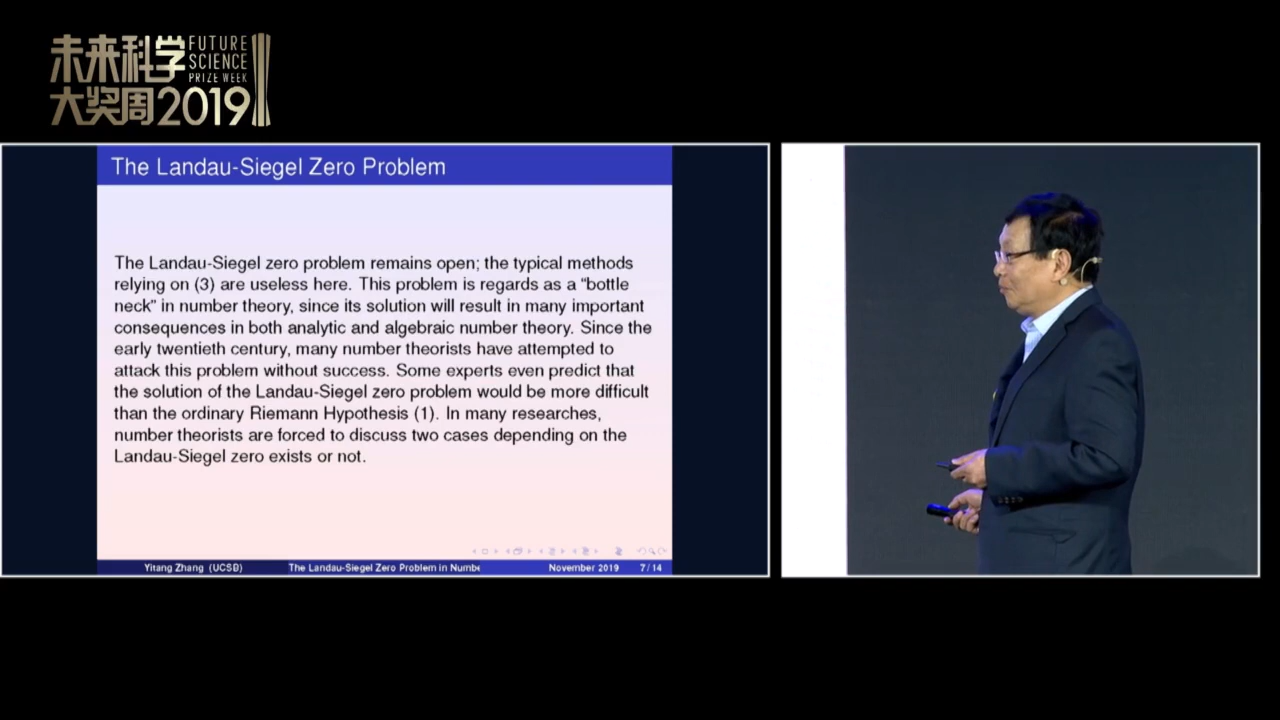 未来科学
大奖周2019
FUTURE
SCIENCE
PRIZE WEEK
The Landau-Siegel Zero Problem
The Landau-Siegel zero problem remains open; the typical methods
relying on (3) are useless here. This problem is regards as a “bottle
neck” in number theory, since its solution will result in many important
consequences in both analytic and algebraic number theory. Since the
early twentieth century, many number theorists have attempted to
attack this problem without success. Some experts even predict that
the solution of the Landau-Siegel zero problem would be more difficult
than the ordinary Riemann Hypothesis (1). In many researches,
number theorists are forced to discuss two cases depending on the
Landau-Siegel zero exists or not.
Yitang Zhang (UCSB) The Landau-Siegel Zero Problem in Numbe November 2019 7 / 14